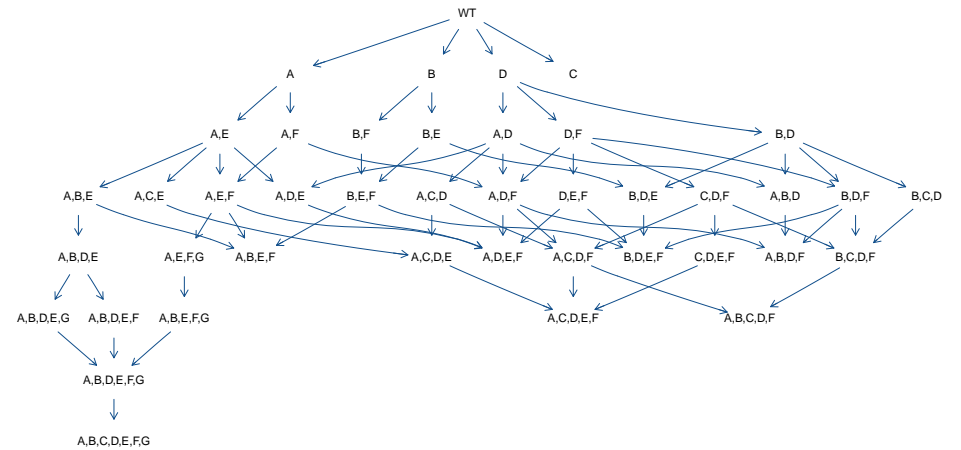 WT
A B D C
A,E A,F B,F B,E A,D D,F B,D
A,B,E A,C,E A,E,F A,D,E B,E,F A,C,D A,D,F D,E,F B,D,E C,D,F A,B,D B,D,F B,C,D
A,B,D,E A,E,F,G A,B,E,F A,C,D,E A,D,E,F A,C,D,F B,D,E,F C,D,E,F A,B,D,F B,C,D,F
A,B,D,E,G A,B,D,E,F A,B,E,F,G A,C,D,E,F A,B,C,D,F
A,B,D,E,F,G
A,B,C,D,E,F,G